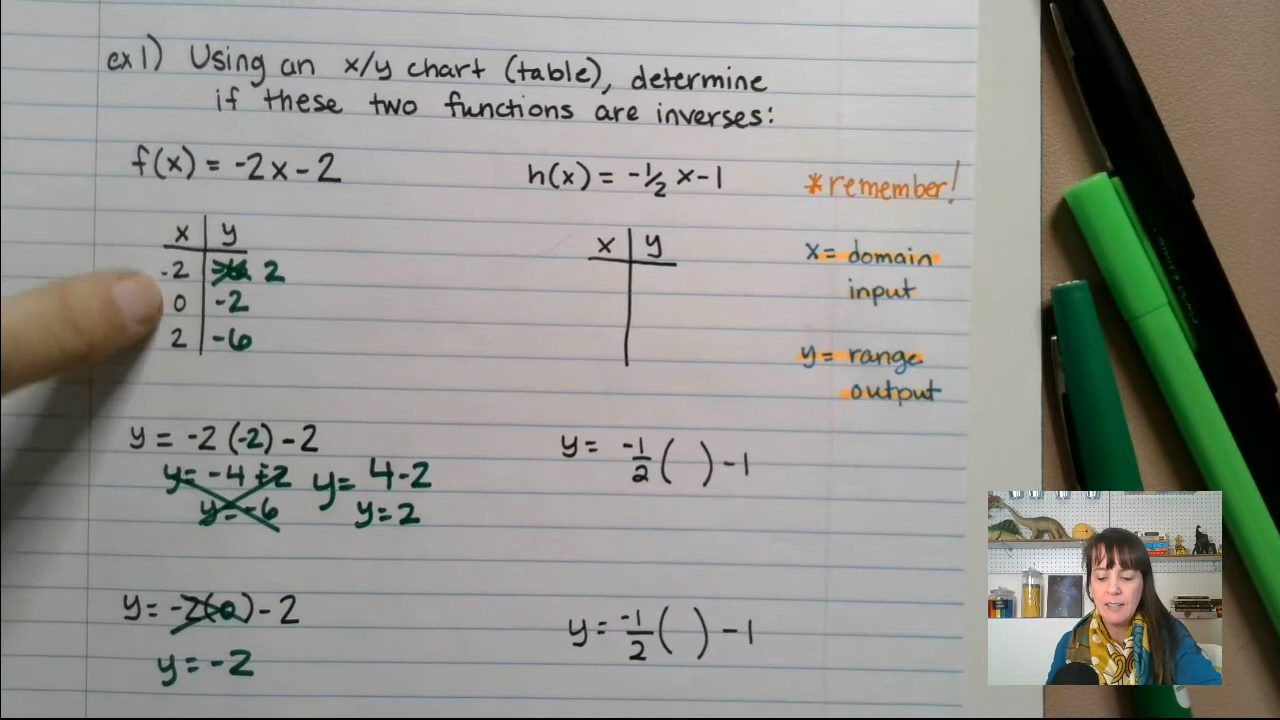 ex 1) Using an x/y chart (table), determine
if these two functions are inverses:
f(x) = -2x - 2
h(x) = -1/2 x - 1
*remember!
x | y
-2 | 2
0 | -2
2 | -6
x | y
x = domain
input
y = range
output
y = -2(-2) - 2
y = -4 ÷ 2
y = -6
y = 4 - 2
y = 2
y = -1/2 ( ) - 1
y = -2(0) - 2
y = -2
y = -1/2 ( ) - 1